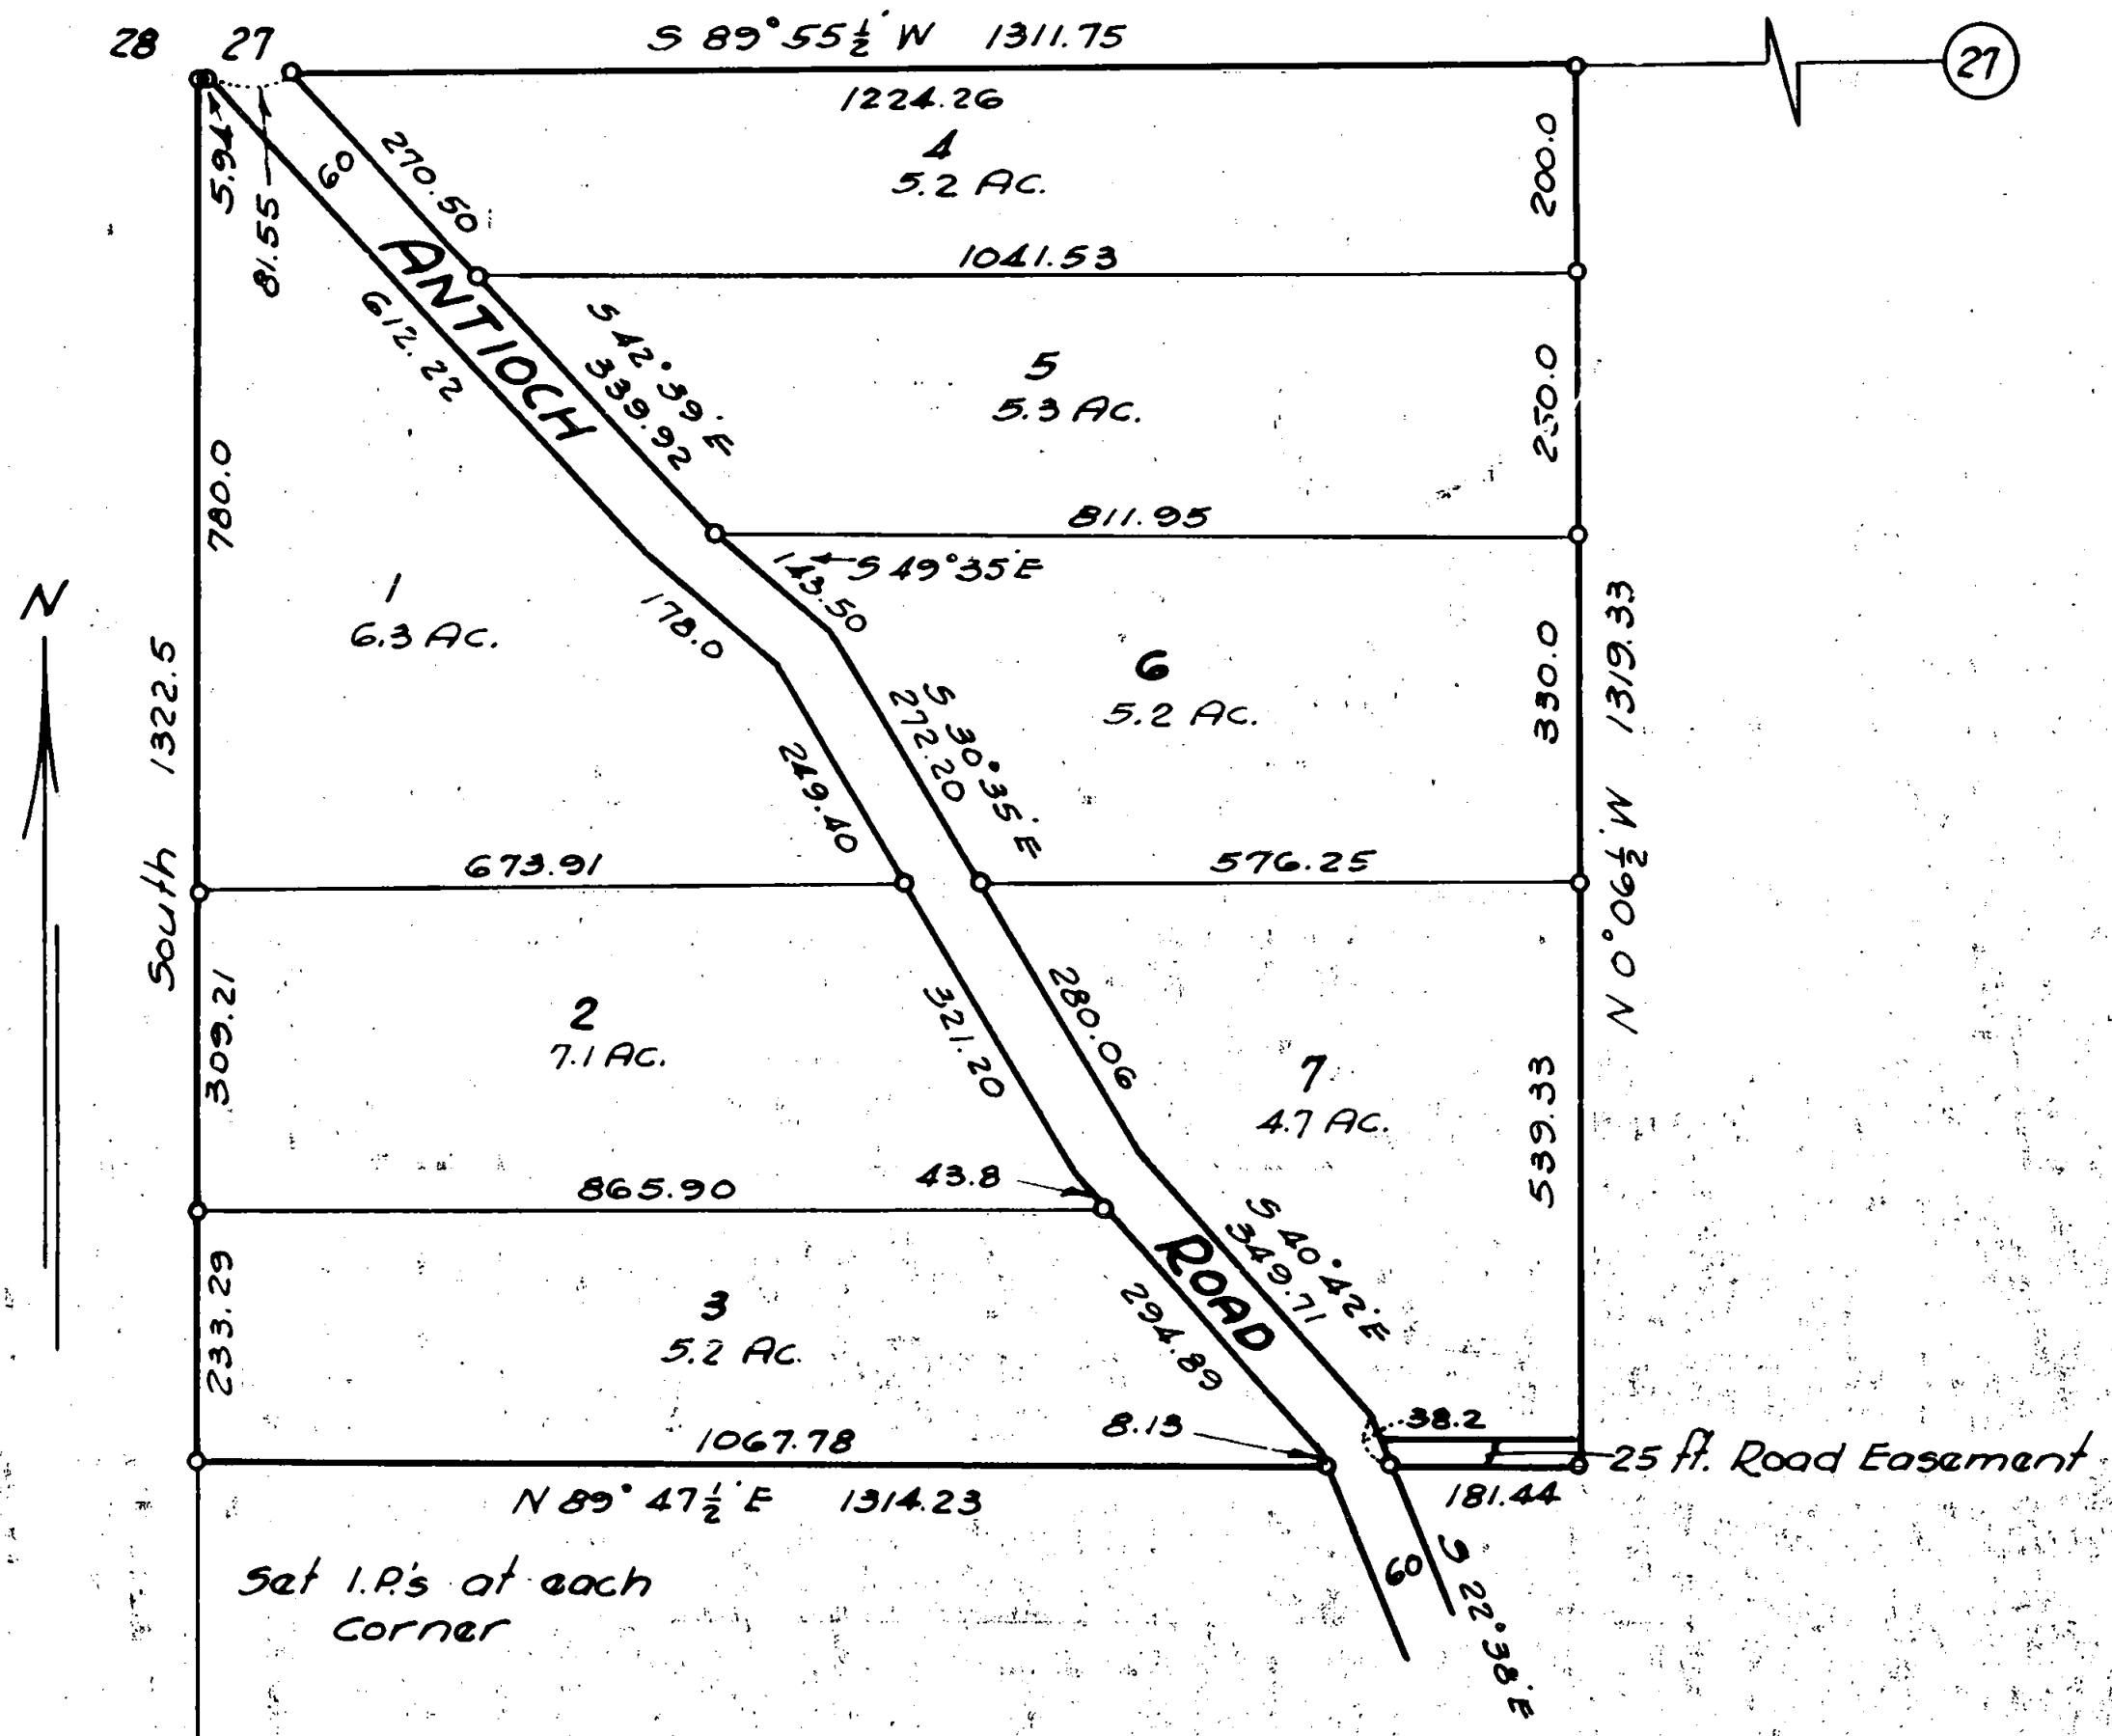 28 27
S 89°55½' W 1311.75
27
1224.26
4
5.2 AC.
200.0
5.94
81.55
60
270.50
ANTIOCH
612.22
1041.53
S 42°39' E
339.92
5
5.3 AC.
250.0
780.0
811.95
S 49°35' E
143.50
N
1
6.3 AC.
178.0
6
5.2 AC.
330.0
N 0°06½' W 1319.33
South 1322.5
S 30°35' E
272.20
249.40
673.91
576.25
309.21
2
7.1 AC.
321.20
280.06
7
4.7 AC.
539.33
865.90
43.8
233.29
3
5.2 AC.
ROAD
S 40°42' E
349.71
294.89
8.13
38.2
1067.78
25 ft. Road Easement
N 89° 47½' E 1314.23
181.44
60
S 22°38' E
Set I.P.'s at each
corner